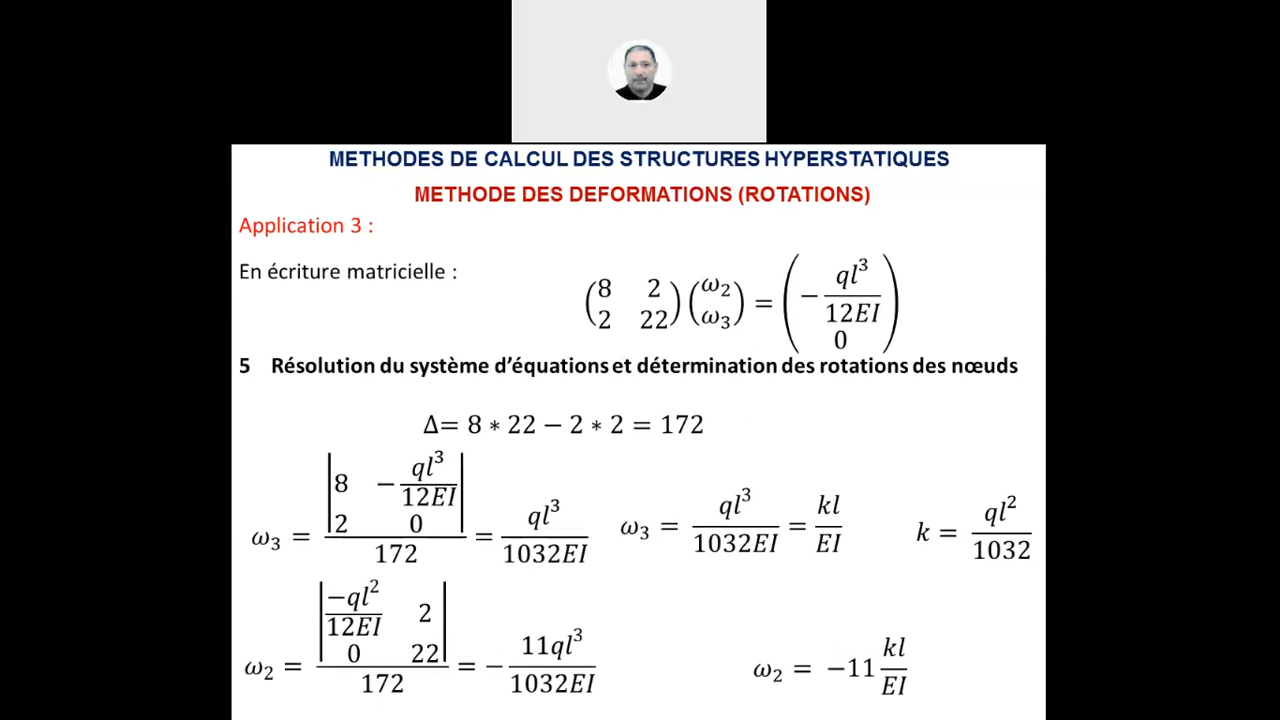 METHODES DE CALCUL DES STRUCTURES HYPERSTATIQUES
METHODE DES DEFORMATIONS (ROTATIONS)
Application 3 :
En écriture matricielle :
(8 2
2 22) (ω₂
ω₃) = (− ql³/12EI
0)
5 Résolution du système d’équations et détermination des rotations des nœuds
Δ= 8 ∗ 22 − 2 ∗ 2 = 172
ω₃ = |8 − ql³/12EI
2 0| / 172 = ql³/1032EI
ω₃ = ql³/1032EI = kl/EI
k = ql²/1032
ω₂ = |−ql²/12EI 2
0 22| / 172 = − 11ql³/1032EI
ω₂ = −11 kl/EI